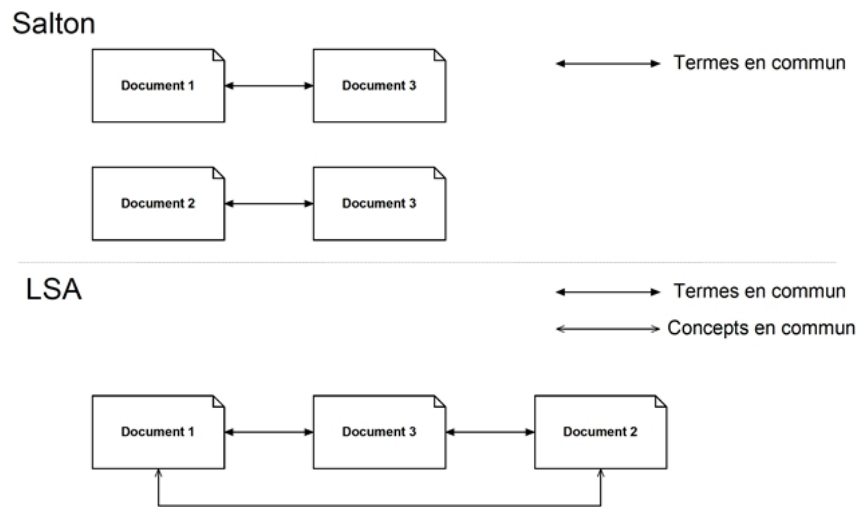 Salton
Document 1
Document 3
Termes en commun
Document 2
Document 3
LSA
Termes en commun
Concepts en commun
Document 1
Document 3
Document 2